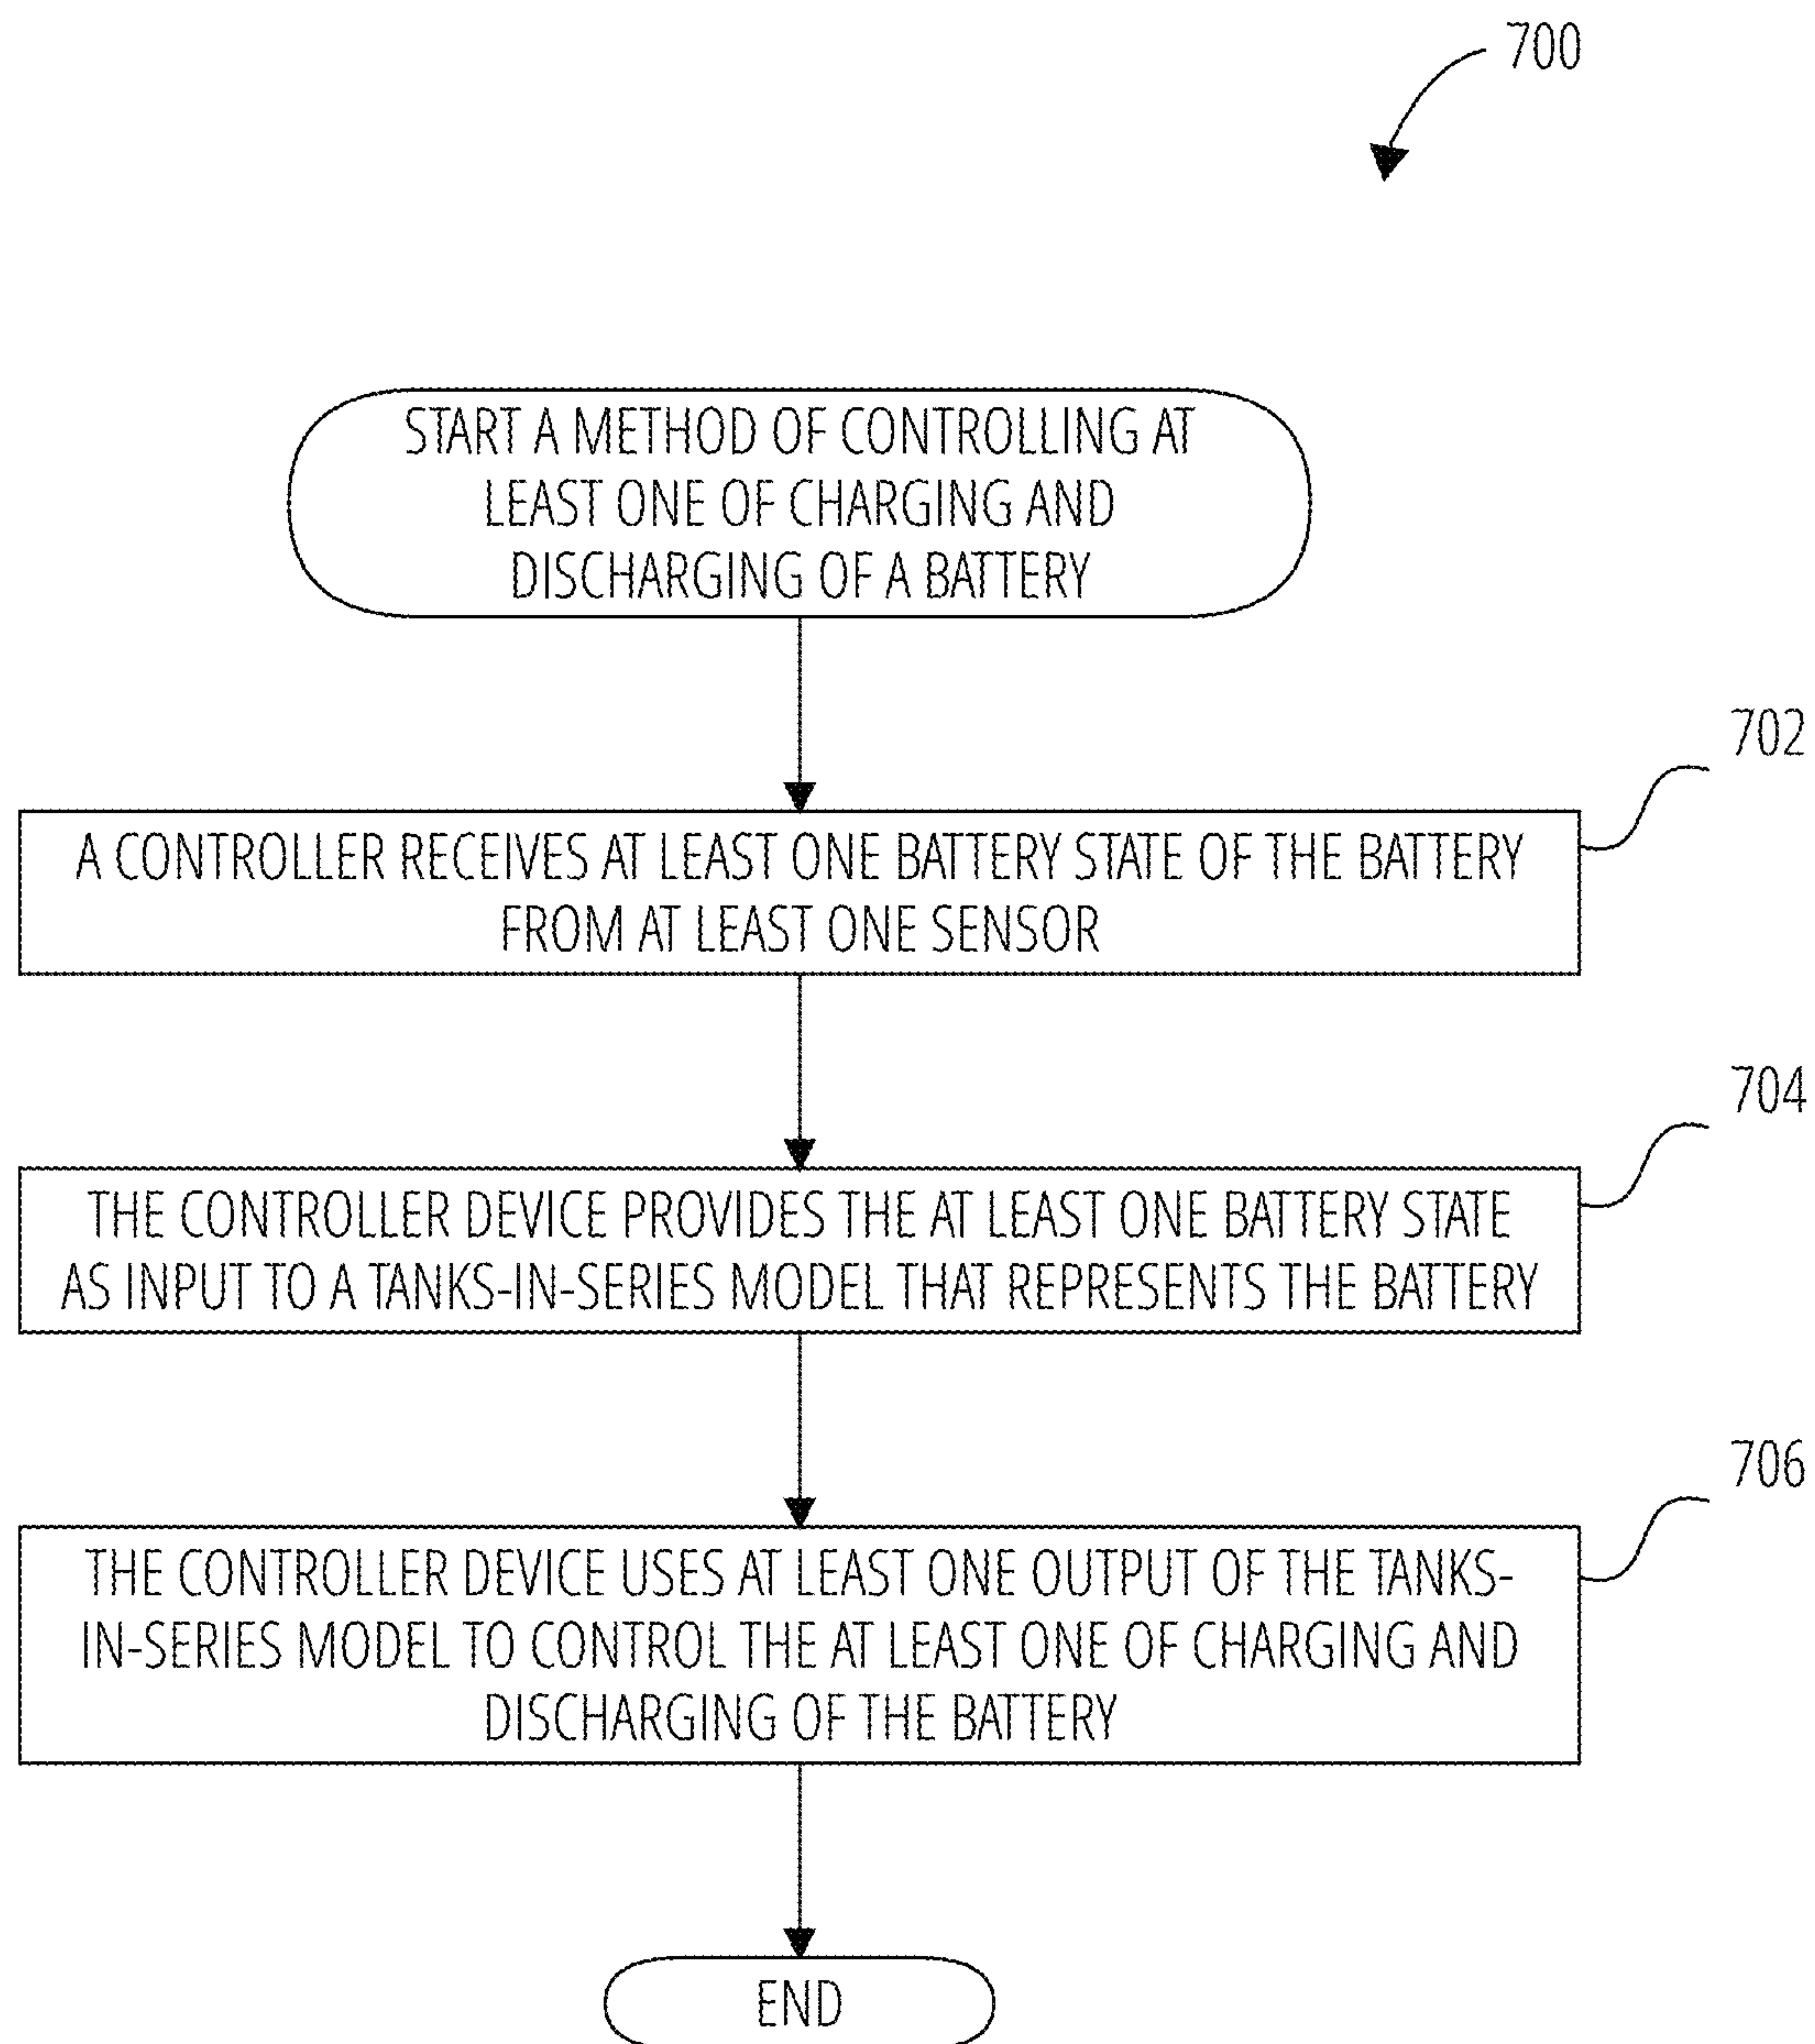 700
START A METHOD OF CONTROLLING AT
LEAST ONE OF CHARGING AND
DISCHARGING OF A BATTERY
702
A CONTROLLER RECEIVES AT LEAST ONE BATTERY STATE OF THE BATTERY
FROM AT LEAST ONE SENSOR
704
THE CONTROLLER DEVICE PROVIDES THE AT LEAST ONE BATTERY STATE
AS INPUT TO A TANKS-IN-SERIES MODEL THAT REPRESENTS THE BATTERY
706
THE CONTROLLER DEVICE USES AT LEAST ONE OUTPUT OF THE TANKS-
IN-SERIES MODEL TO CONTROL THE AT LEAST ONE OF CHARGING AND
DISCHARGING OF THE BATTERY
END